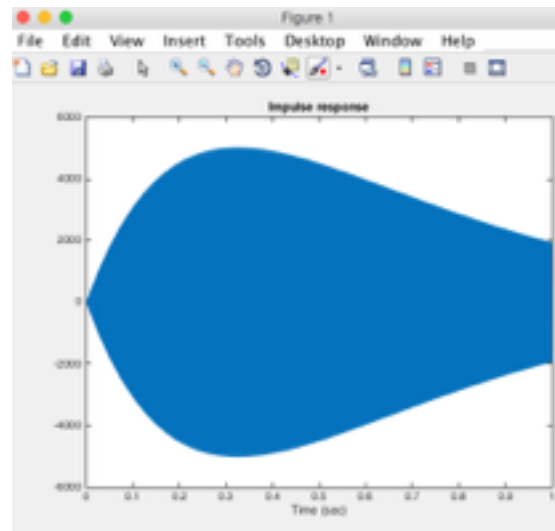 Figure 1
File Edit View Insert Tools Desktop Window Help
Impulse response
6000
4000
2000
0
-2000
-4000
-6000
0 0.1 0.2 0.3 0.4 0.5 0.6 0.7 0.8 0.9 1
Time (sec)